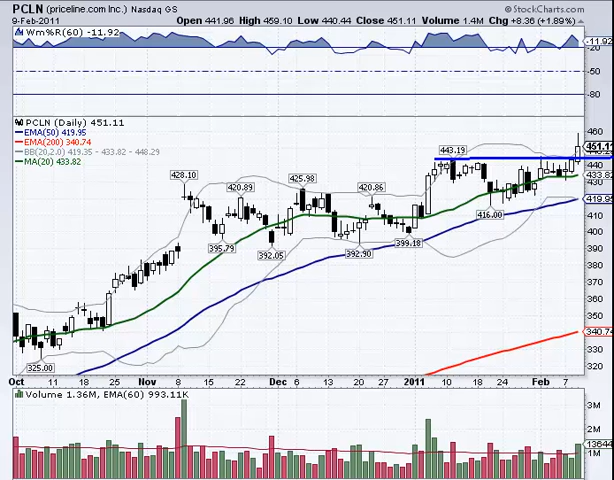 PCLN (priceline.com Inc.) Nasdaq GS © StockCharts.com
9-Feb-2011 Open 441.96 High 459.10 Low 440.44 Close 451.11 Volume 1.4M Chg +8.36 (+1.89%)
Wm%R(60) -11.92
-11.92
-20
-50
-80
PCLN (Daily) 451.11
EMA(50) 419.95
EMA(200) 340.74
BB(20,2.0) 419.35 - 433.82 - 448.29
MA(20) 433.82
460
451.11
443.19
433.82
428.10
425.98
420.89
420.86
419.95
416.00
410
400
399.18
395.79
392.90
392.05
390
380
370
360
350
340.74
330
325.00
320
Oct 11 18 25 Nov 8 15 22 Dec 6 13 20 27 2011 10 18 24 Feb 7
Volume 1.36M, EMA(60) 993.11K
3M
2M
13644
1M